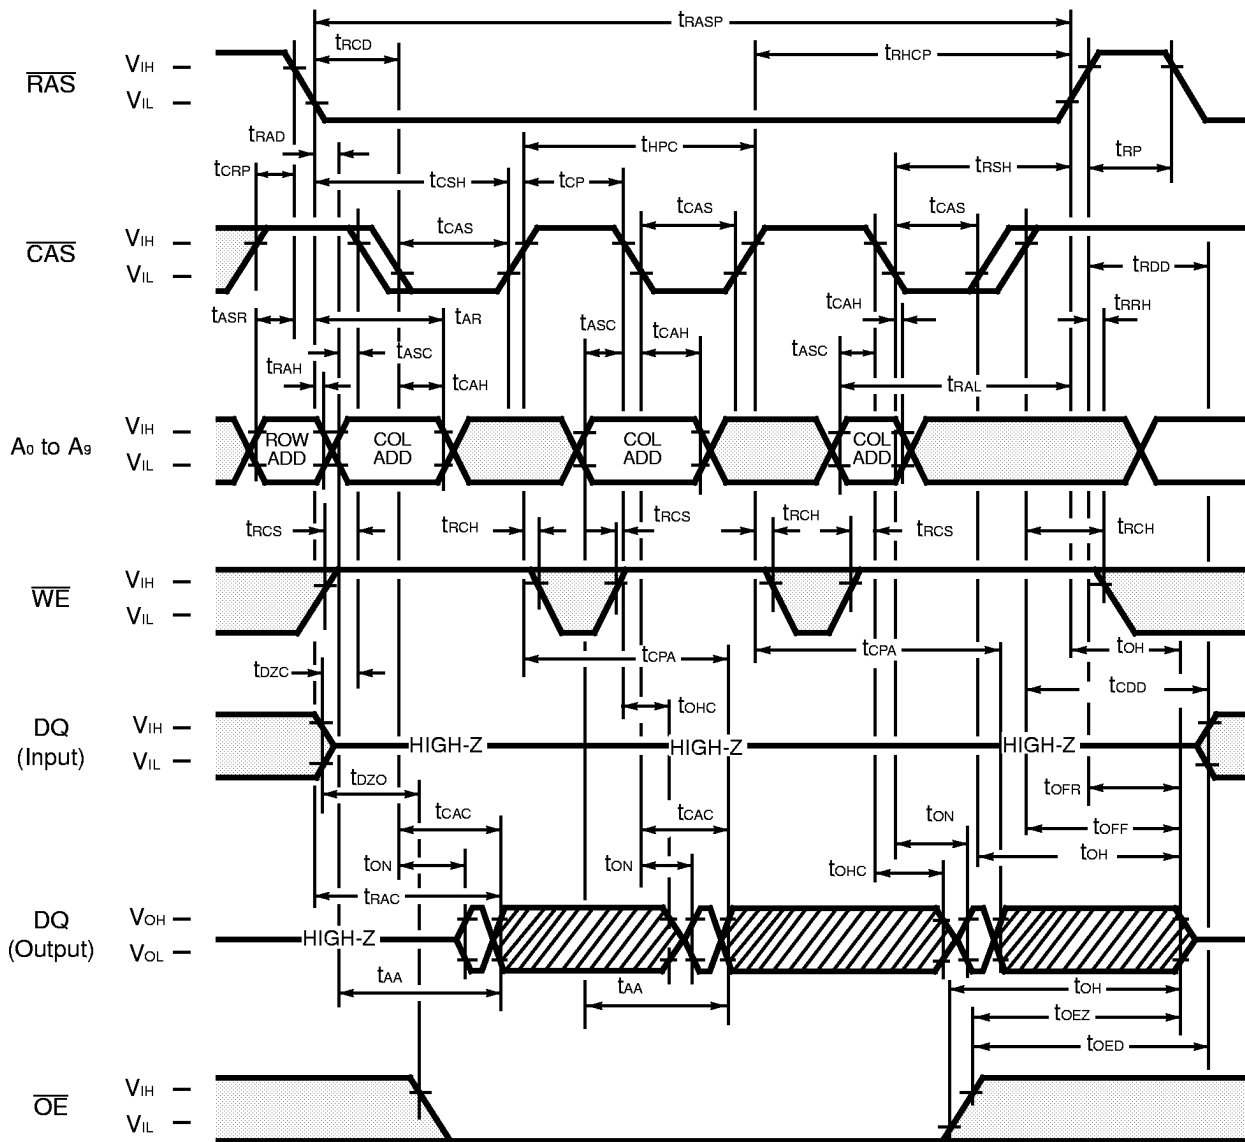 tRASP
tRCD
tRHCP
RAS
VIH
VIL
tRAD
tHPC
tRP
tCRP
tCSH
tCP
tRSH
tCAS
tCAS
tCAS
CAS
VIH
VIL
tRDD
tASR
tAR
tASC
tCAH
tCAH
tRRH
tRAH
tASC
tASC
tCAH
tRAL
A0 to A9
VIH
VIL
ROW
ADD
COL
ADD
COL
ADD
COL
ADD
tRCS
tRCH
tRCS
tRCH
tRCS
tRCH
WE
VIH
VIL
tDZC
tCPA
tCPA
tOH
tCDD
tOHC
DQ
(Input)
VIH
VIL
HIGH-Z
HIGH-Z
HIGH-Z
tDZO
tOFR
tCAC
tCAC
tON
tOFF
tON
tON
tOHC
tOH
tRAC
DQ
(Output)
VOH
VOL
HIGH-Z
tAA
tAA
tOH
tOEZ
tOED
OE
VIH
VIL